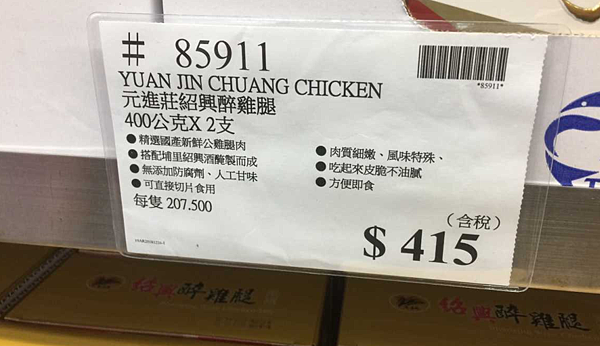 # 85911
*85911*
YUAN JIN CHUANG CHICKEN
元進莊紹興醉雞腿
400公克X 2支
●精選國產新鮮公雞腿肉
●搭配埔里紹興酒醃製而成
●無添加防腐劑、人工甘味
●可直接切片食用
●肉質細嫩、風味特殊、
●吃起來皮脆不油膩
●方便即食
每隻 207.500
(含稅)
$ 415
紹興醉雞腿
紹興醉雞腿